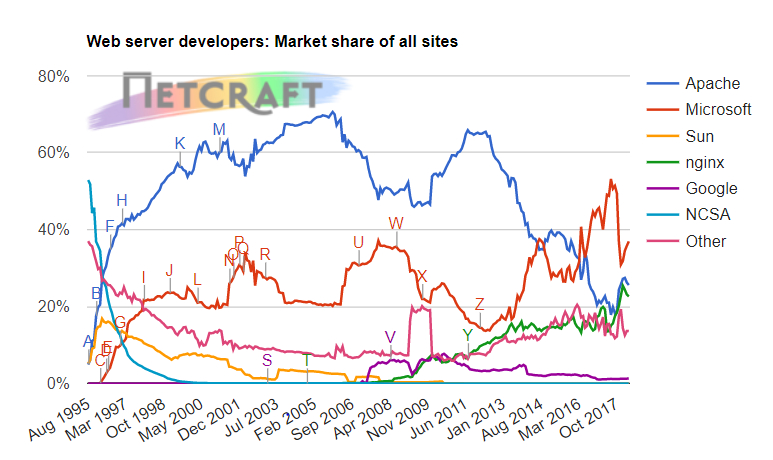 Web server developers: Market share of all sites
NETCRAFT
80%
60%
40%
20%
0%
A
B
C
D
E
F
G
H
I
J
K
L
M
N
O
P
Q
R
S
T
U
V
W
X
Y
Z
Aug 1995
Mar 1997
Oct 1998
May 2000
Dec 2001
Jul 2003
Feb 2005
Sep 2006
Apr 2008
Nov 2009
Jun 2011
Jan 2013
Aug 2014
Mar 2016
Oct 2017
Apache
Microsoft
Sun
nginx
Google
NCSA
Other